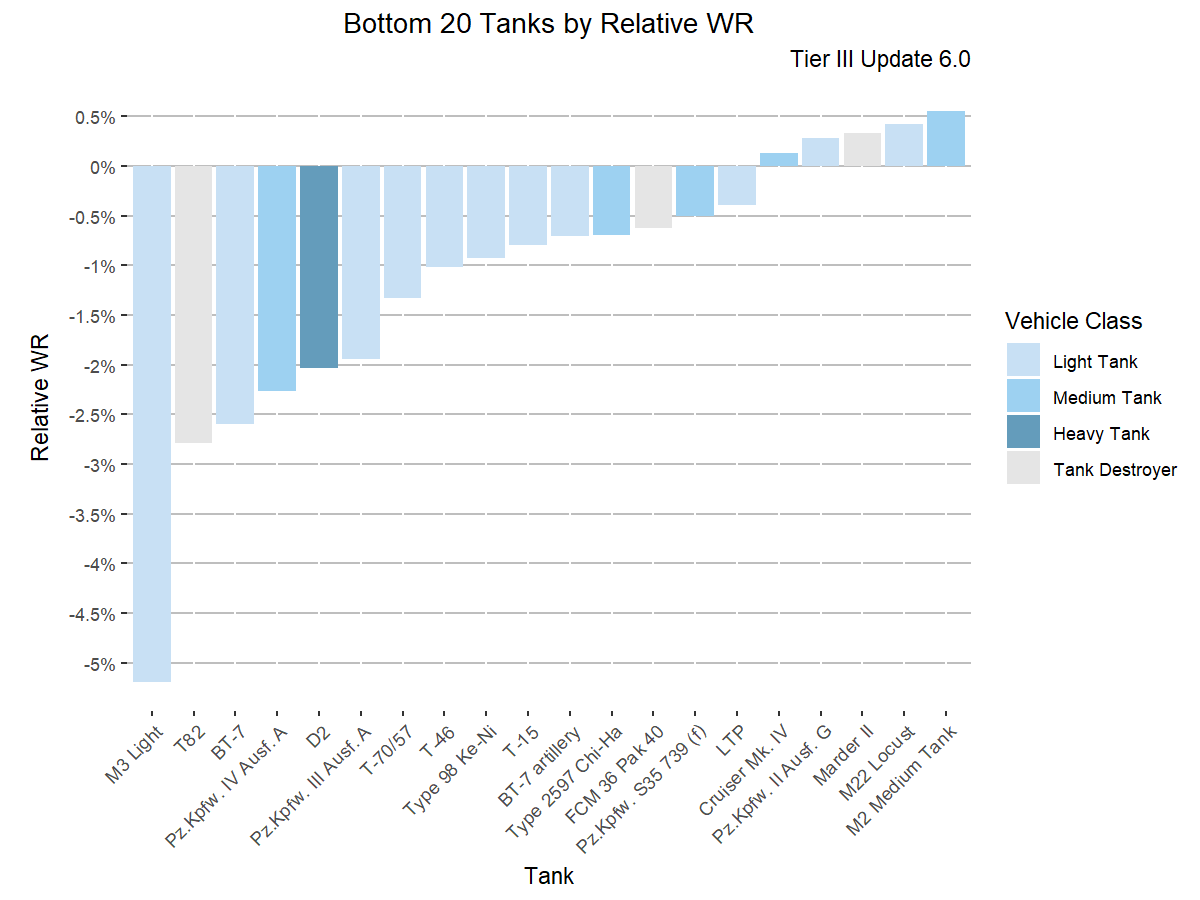 Bottom 20 Tanks by Relative WR
Tier III Update 6.0
0.5%
0%
-0.5%
-1%
-1.5%
-2%
-2.5%
-3%
-3.5%
-4%
-4.5%
-5%
Relative WR
M3 Light
T82
BT-7
Pz.Kpfw. IV Ausf. A
D2
Pz.Kpfw. III Ausf. A
T-70/57
T-46
Type 98 Ke-Ni
T-15
BT-7 artillery
Type 2597 Chi-Ha
FCM 36 Pak 40
Pz.Kpfw. S35 739 (f)
LTP
Cruiser Mk. IV
Pz.Kpfw. II Ausf. G
Marder II
M22 Locust
M2 Medium Tank
Tank
Vehicle Class
Light Tank
Medium Tank
Heavy Tank
Tank Destroyer